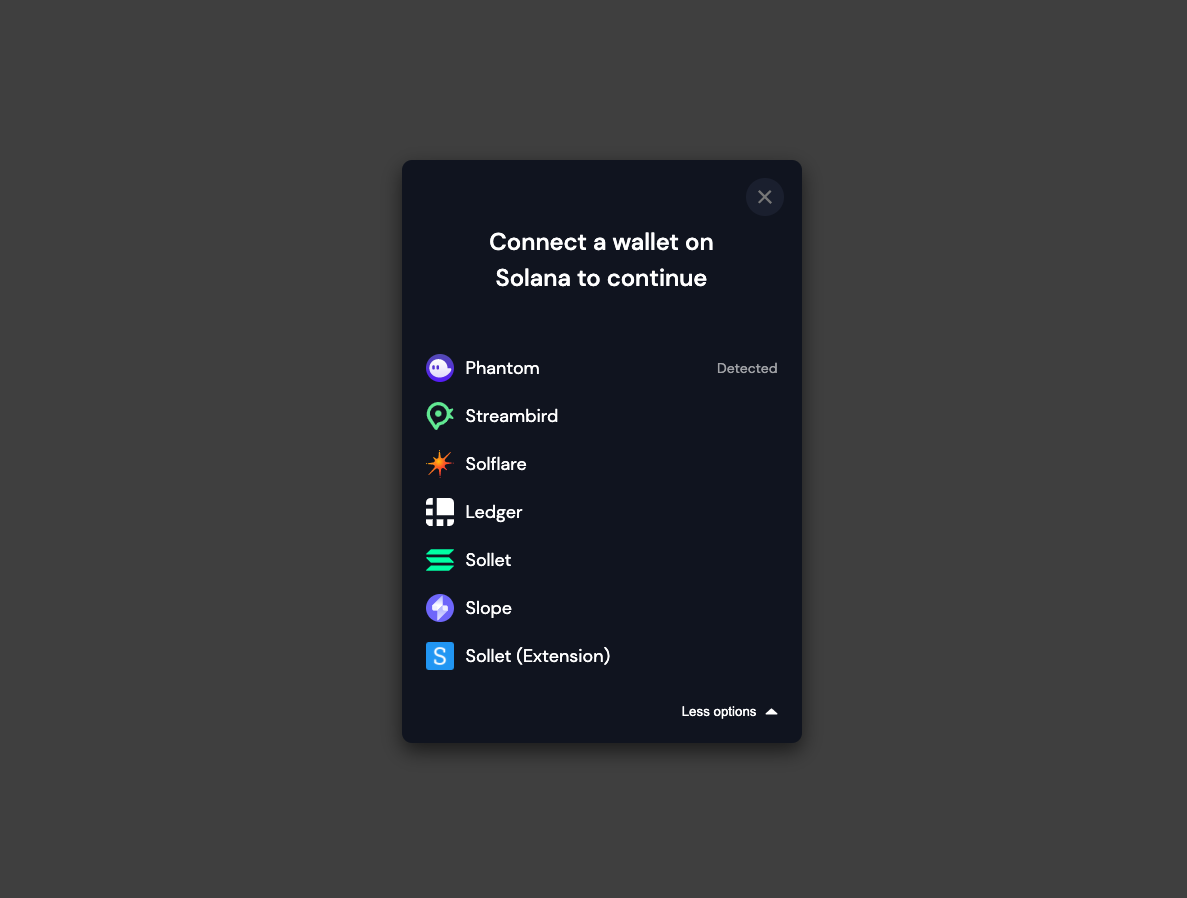 Connect a wallet on
Solana to continue
Phantom Detected
Streambird
Solflare
Ledger
Sollet
Slope
S Sollet (Extension)
Less options